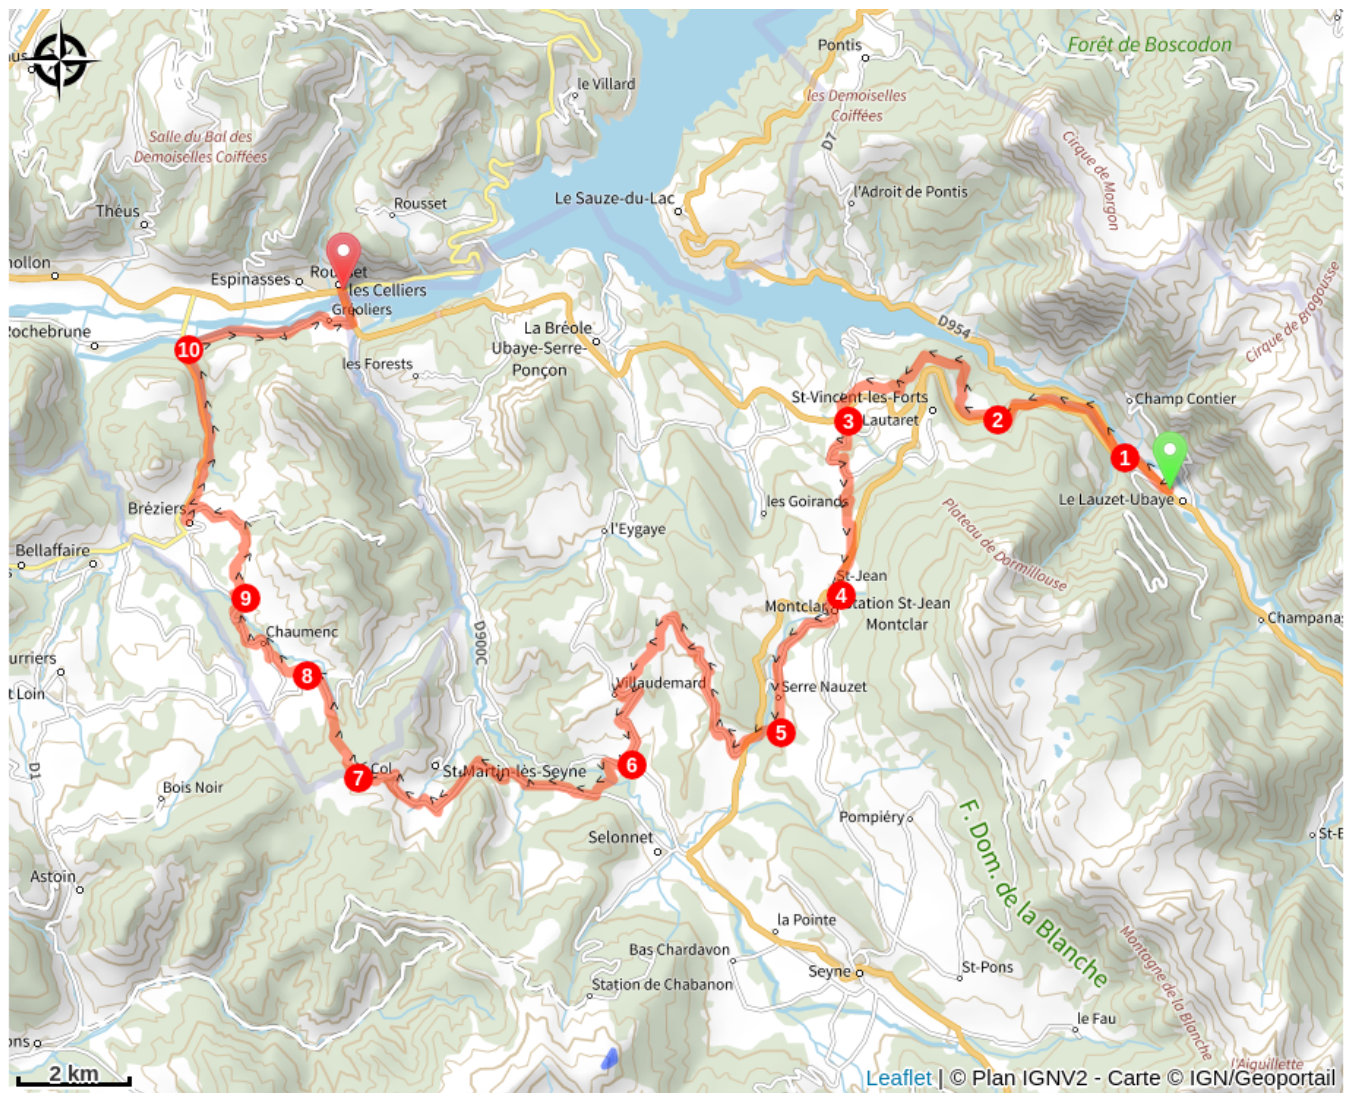 Pontis
Forêt de Boscodon
le Villard
les Demoiselles
Coiffées
Salle du Bal des
Demoiselles Coiffées
D7
Cirque de Morgon
Rousset
Le Sauze-du-Lac
l'Adroit de Pontis
Théus
Espinasses
les Celliers
Gréoliers
Cirque de Bragousse
D954
La Bréole
Ubaye-Serre-
Ponçon
les Forests
10
St-Vincent-les-Forts
Champ Contier
3
Lautaret
2
1
Le Lauzet-Ubaye
les Goirands
Bréziers
l'Eygaye
Plateau de Dormillouse
Bellaffaire
St-Jean
4
Station St-Jean
Montclar
9
Champanas
Chaumenc
D900C
8
Villaudemard
Serre Nauzet
t Loin
5
6
7
Col
St-Martin-lès-Seyne
D1
Bois Noir
Pompiéry
F. Dom. de la Blanche
Selonnet
Astoin
la Pointe
Bas Chardavon
Montagne de la Blanche
Seyne
St-Pons
Station de Chabanon
le Fau
l'Aiguillette
2 km
Leaflet | © Plan IGNV2 - Carte © IGN/Geoportail